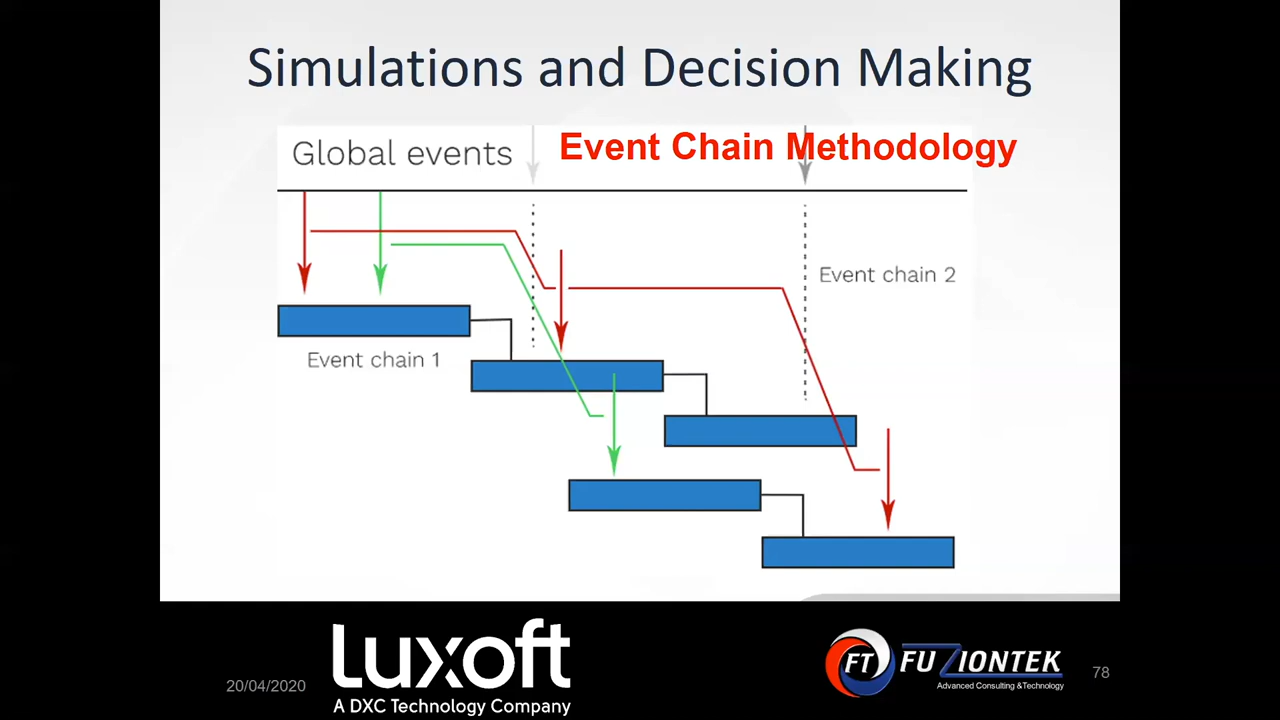 Simulations and Decision Making
Global events
Event Chain Methodology
Event chain 2
Event chain 1
20/04/2020
Luxoft
A DXC Technology Company
FT
FUZIONTEK
Advanced Consulting &Technology
78